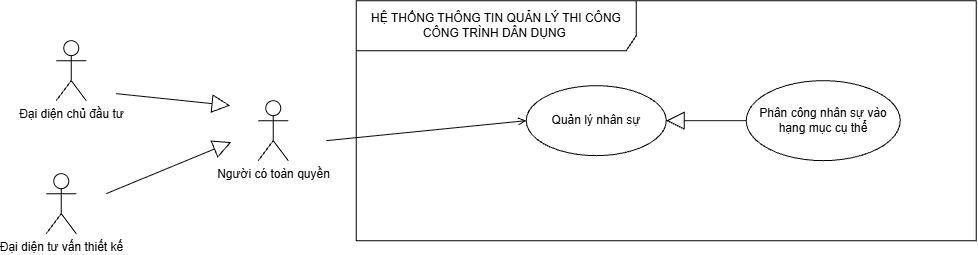 HỆ THỐNG THÔNG TIN QUẢN LÝ THI CÔNG
CÔNG TRÌNH DÂN DỤNG
Đại diện chủ đầu tư
Quản lý nhân sự
Phân công nhân sự vào
hạng mục cụ thể
Người có toàn quyền
Đại diện tư vấn thiết kế